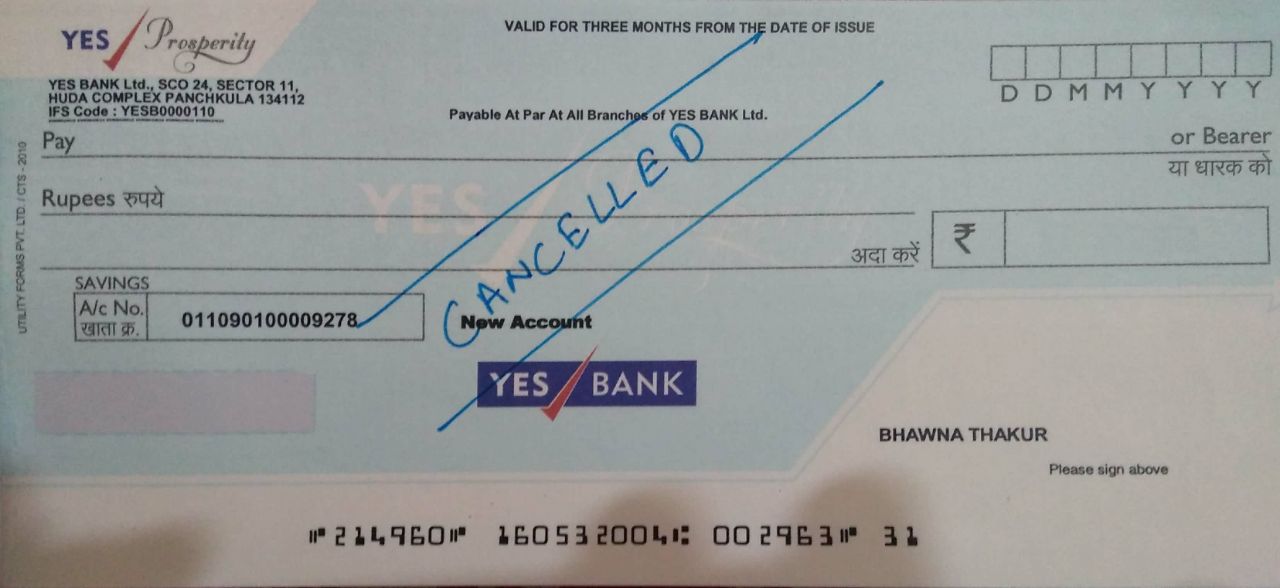 YES Prosperity
VALID FOR THREE MONTHS FROM THE DATE OF ISSUE
YES BANK Ltd., SCO 24, SECTOR 11,
HUDA COMPLEX PANCHKULA 134112
IFS Code : YESB0000110
D D M M Y Y Y Y
Payable At Par At All Branches of YES BANK Ltd.
Pay
or Bearer
या धारक को
Rupees रुपये
YES Prosperity
CANCELLED
अदा करें
₹
SAVINGS
A/c No.
खाता क्र.
011090100009278
New Account
YES BANK
BHAWNA THAKUR
Please sign above
UTILITY FORMS PVT. LTD. / CTS - 2010
⑈214960⑈ 160532004⑆ 002963⑈ 31